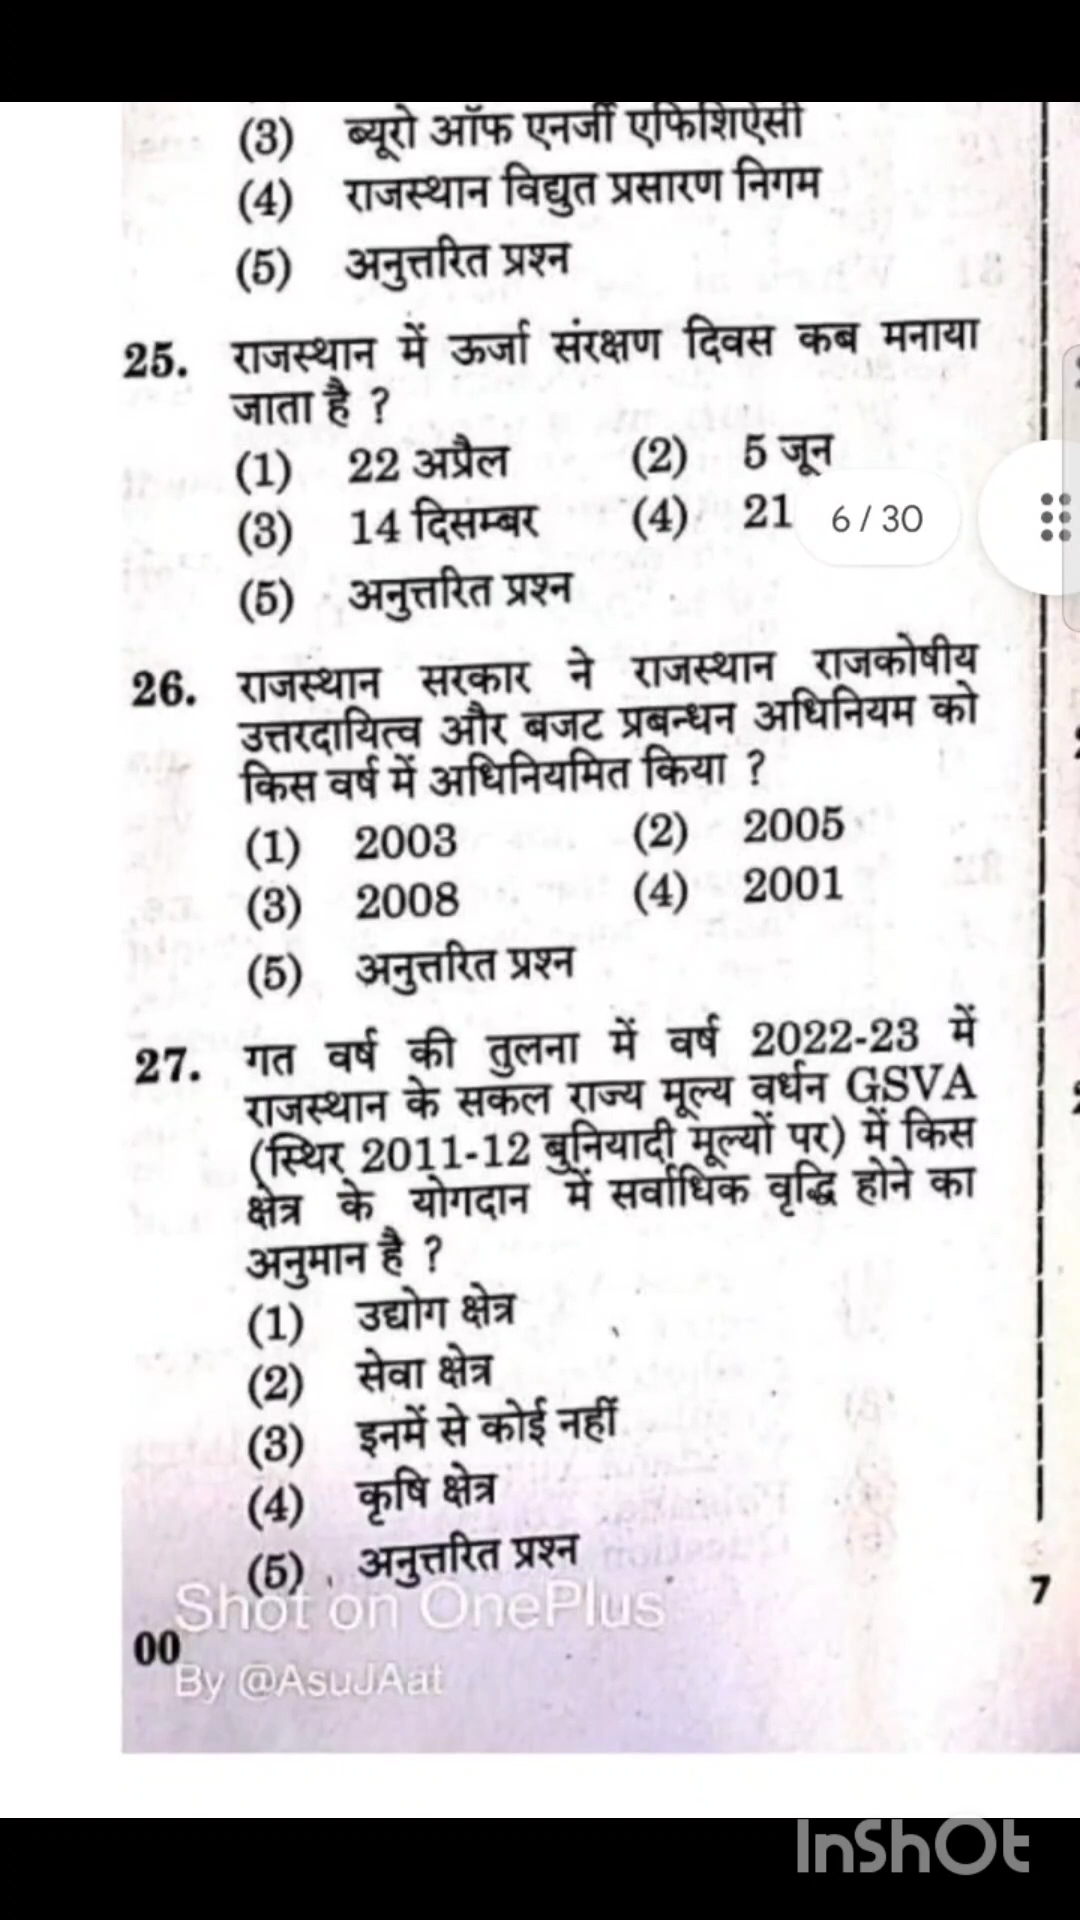 (3) ब्यूरो ऑफ एनर्जी एफिशिऐसी
(4) राजस्थान विद्युत प्रसारण निगम
(5) अनुत्तरित प्रश्न
25. राजस्थान में ऊर्जा संरक्षण दिवस कब मनाया
जाता है ?
(1) 22 अप्रैल (2) 5 जून
(3) 14 दिसम्बर (4) 21
6 / 30
(5) अनुत्तरित प्रश्न
26. राजस्थान सरकार ने राजस्थान राजकोषीय
उत्तरदायित्व और बजट प्रबन्धन अधिनियम को
किस वर्ष में अधिनियमित किया ?
(1) 2003 (2) 2005
(3) 2008 (4) 2001
(5) अनुत्तरित प्रश्न
27. गत वर्ष की तुलना में वर्ष 2022-23 में
राजस्थान के सकल राज्य मूल्य वर्धन GSVA
(स्थिर 2011-12 बुनियादी मूल्यों पर) में किस
क्षेत्र के योगदान में सर्वाधिक वृद्धि होने का
अनुमान है ?
(1) उद्योग क्षेत्र
(2) सेवा क्षेत्र
(3) इनमें से कोई नहीं
(4) कृषि क्षेत्र
(5) अनुत्तरित प्रश्न
7
Shot on OnePlus
00
By @AsuJAat
InShOt